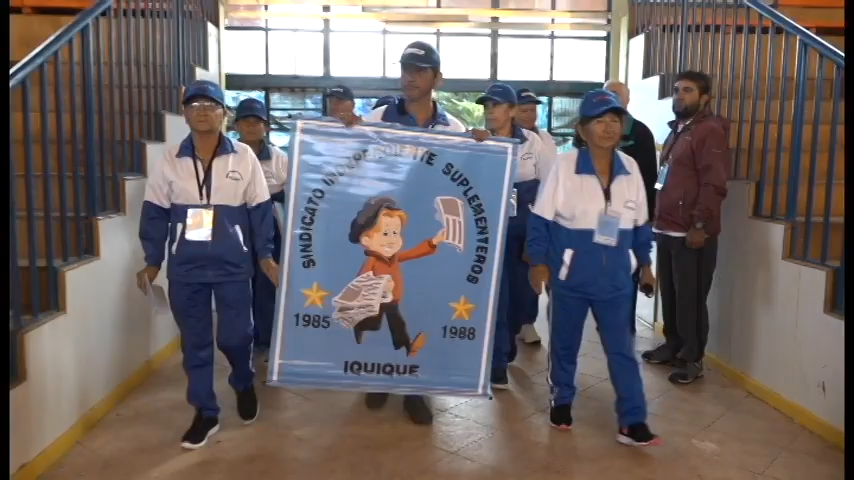 SINDICATO INDEPENDIENTE SUPLEMENTEROS
1985
1988
IQUIQUE